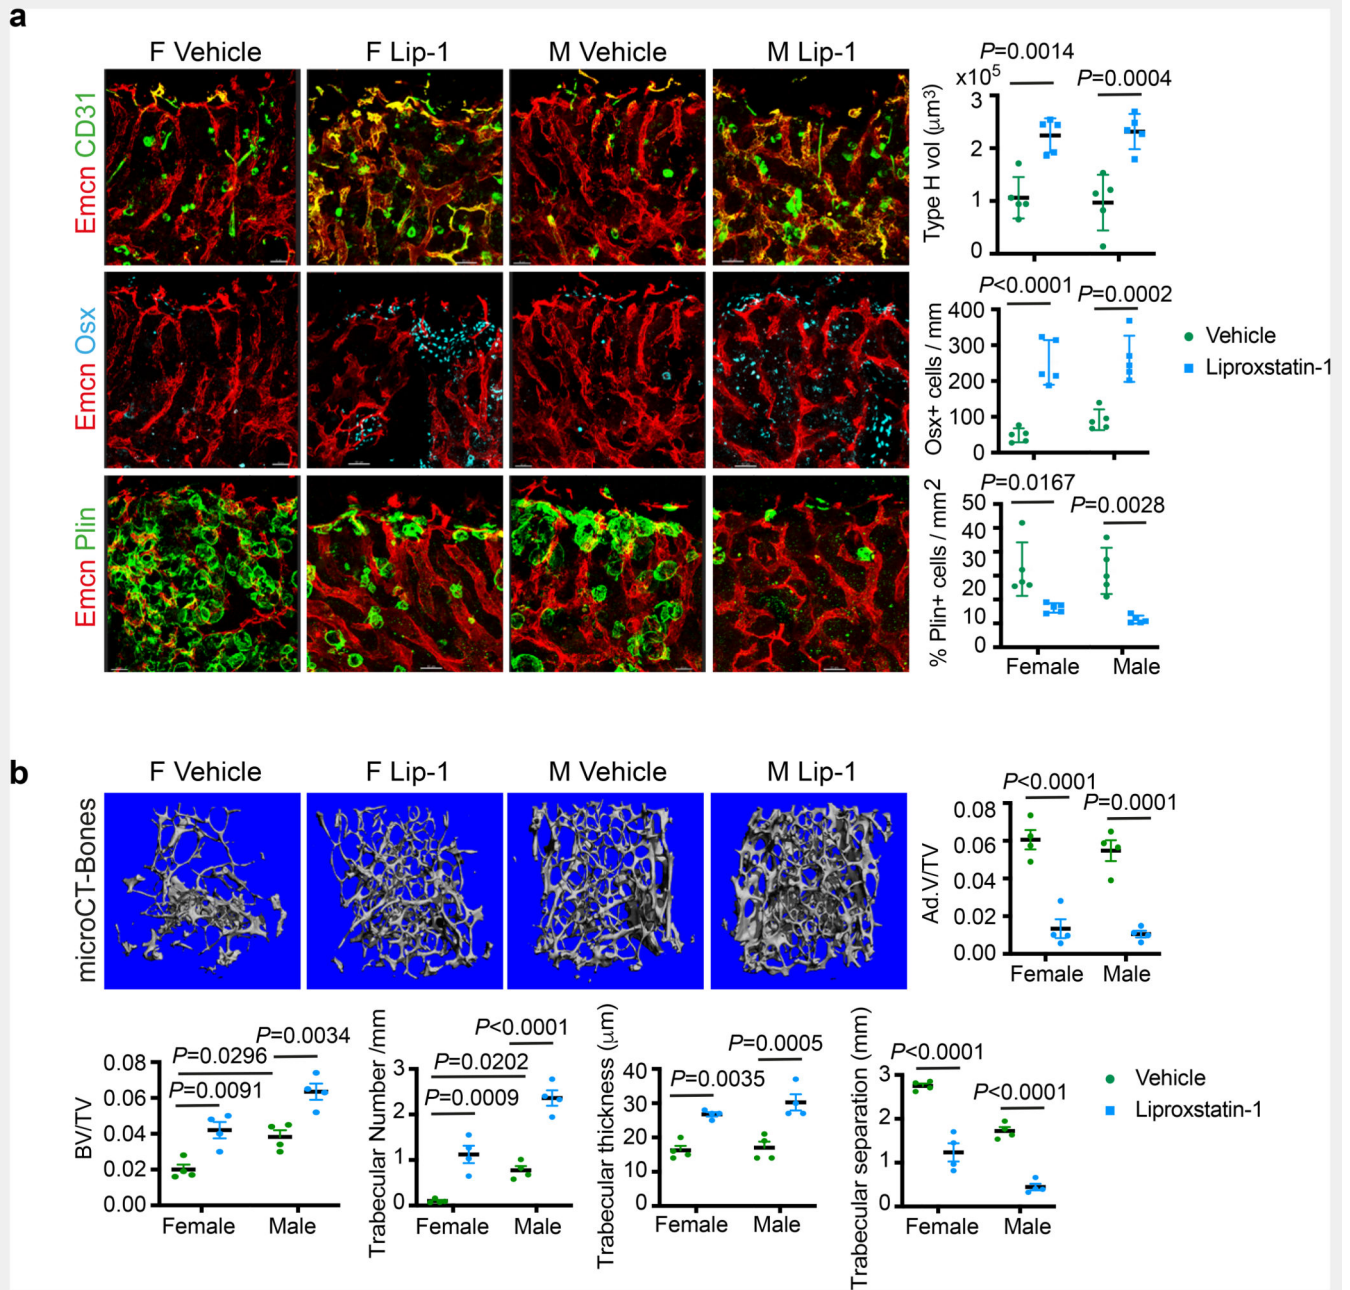 a
F Vehicle
F Lip-1
M Vehicle
M Lip-1
Emcn CD31
Emcn Osx
Emcn Plin
P=0.0014
x10⁵
P=0.0004
Type H vol (µm³)
3
2
1
0
P<0.0001
P=0.0002
Osx+ cells / mm
400
300
200
100
0
Vehicle
Liproxstatin-1
P=0.0167
P=0.0028
% Plin+ cells / mm2
50
40
30
20
10
0
Female
Male
b
F Vehicle
F Lip-1
M Vehicle
M Lip-1
microCT-Bones
P<0.0001
P=0.0001
Ad.V/TV
0.08
0.06
0.04
0.02
0.00
Female
Male
P=0.0034
P=0.0296
P=0.0091
BV/TV
0.08
0.06
0.04
0.02
0.00
Female
Male
P<0.0001
P=0.0202
P=0.0009
Trabecular Number /mm
3
2
1
0
Female
Male
P=0.0005
P=0.0035
Trabecular thickness (µm)
40
30
20
10
0
Female
Male
P<0.0001
P<0.0001
Trabecular separation (mm)
3
2
1
0
Female
Male
Vehicle
Liproxstatin-1